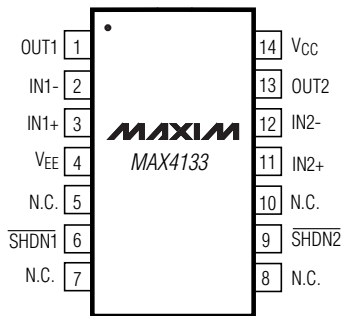 OUT1 1
IN1- 2
IN1+ 3
VEE 4
N.C. 5
SHDN1 6
N.C. 7
MAXIM
MAX4133
14 VCC
13 OUT2
12 IN2-
11 IN2+
10 N.C.
9 SHDN2
8 N.C.